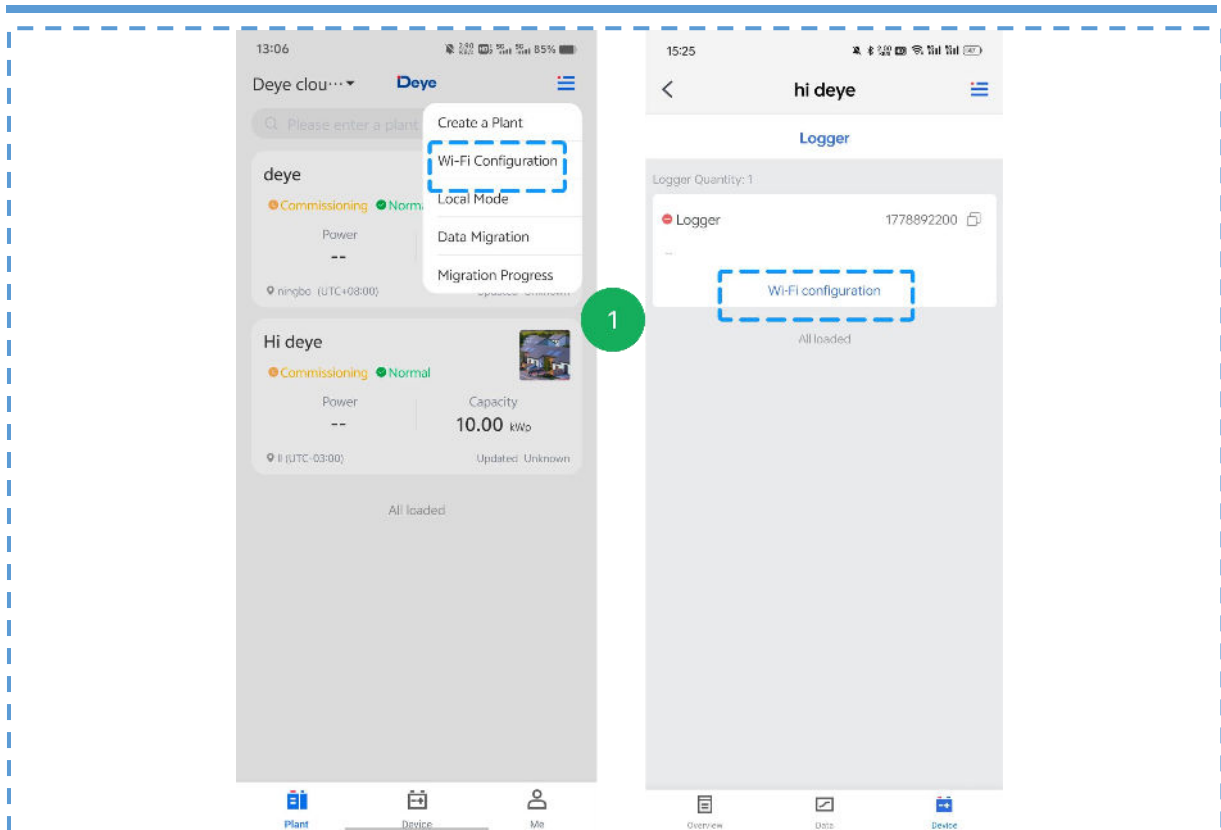 13:06
85%
Deye clou···
Deye
Please enter a plant
Create a Plant
Wi-Fi Configuration
Local Mode
Data Migration
Migration Progress
deye
Commissioning
Norm
Power
--
ningbo (UTC+08:00)
Updated Unknown
Hi deye
Commissioning
Normal
Power
--
Capacity
10.00 kWp
(UTC-03:00)
Updated Unknown
All loaded
Plant
Device
Me
1
15:25
hi deye
Logger
Logger Quantity: 1
Logger
1778892200
--
Wi-Fi configuration
All loaded
Overview
Data
Device